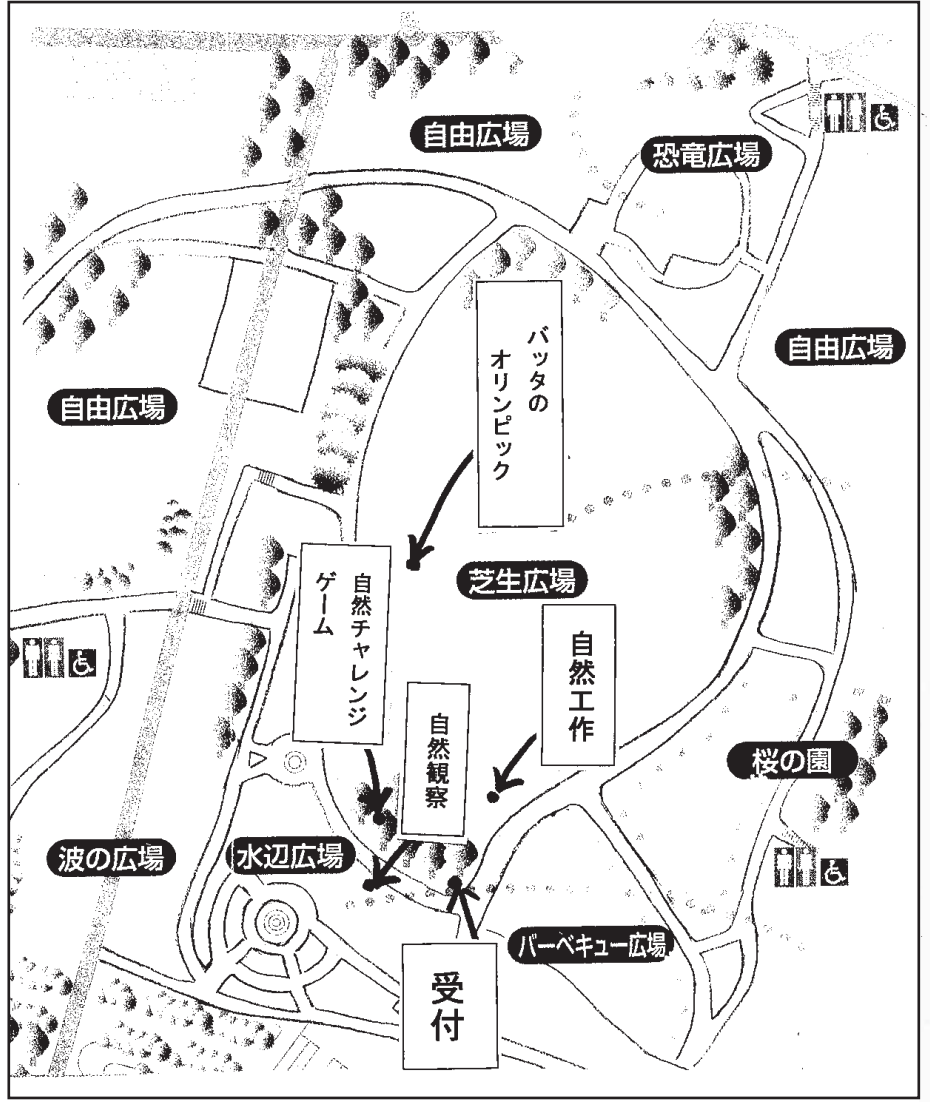 自由広場
恐竜広場
自由広場
バッタの
オリンピック
自由広場
芝生広場
自然チャレンジ
ゲーム
自然工作
自然観察
桜の園
波の広場
水辺広場
バーベキュー広場
受付